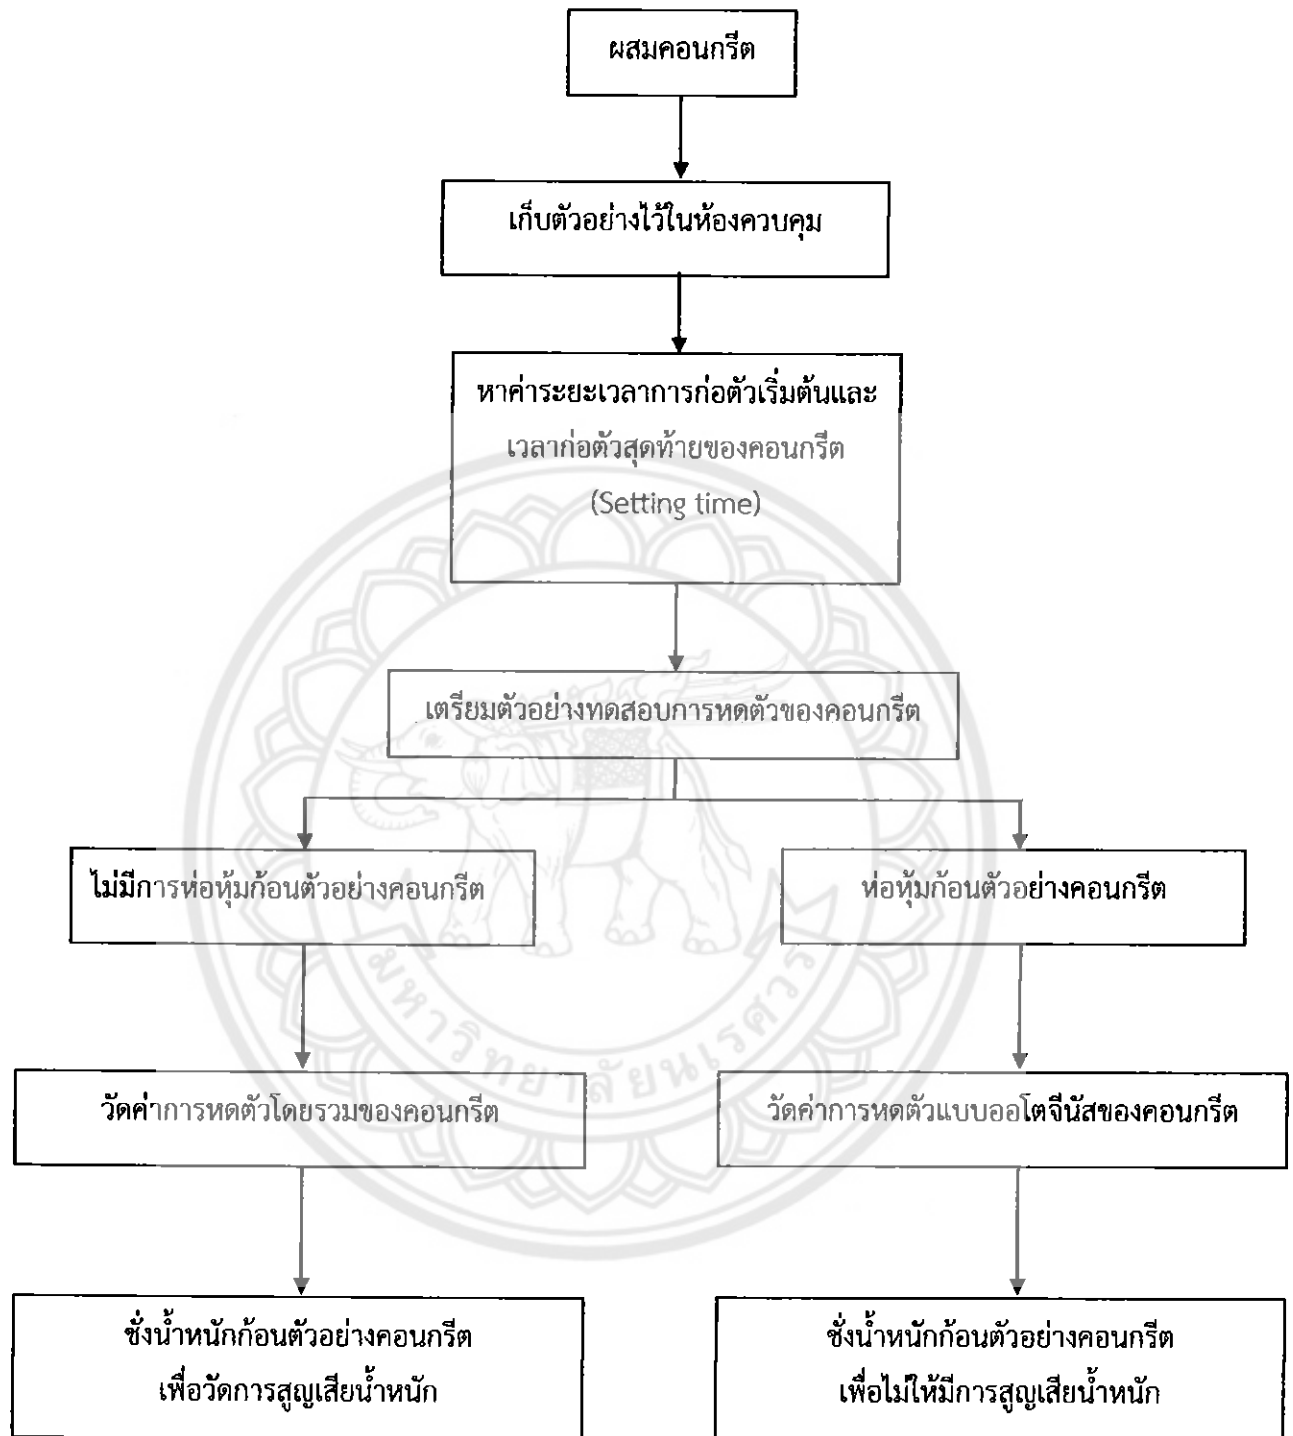 ผสมคอนกรีต
เก็บตัวอย่างไว้ในห้องควบคุม
หาค่าระยะเวลาการก่อตัวเริ่มต้นและ
เวลาก่อตัวสุดท้ายของคอนกรีต
(Setting time)
เตรียมตัวอย่างทดสอบการหดตัวของคอนกรีต
ไม่มีการห่อหุ้มก้อนตัวอย่างคอนกรีต
ห่อหุ้มก้อนตัวอย่างคอนกรีต
มหาวิทยาลัยนเรศวร
วัดค่าการหดตัวโดยรวมของคอนกรีต
วัดค่าการหดตัวแบบออโตจีนัสของคอนกรีต
ชั่งน้ำหนักก้อนตัวอย่างคอนกรีต
เพื่อวัดการสูญเสียน้ำหนัก
ชั่งน้ำหนักก้อนตัวอย่างคอนกรีต
เพื่อไม่ให้มีการสูญเสียน้ำหนัก